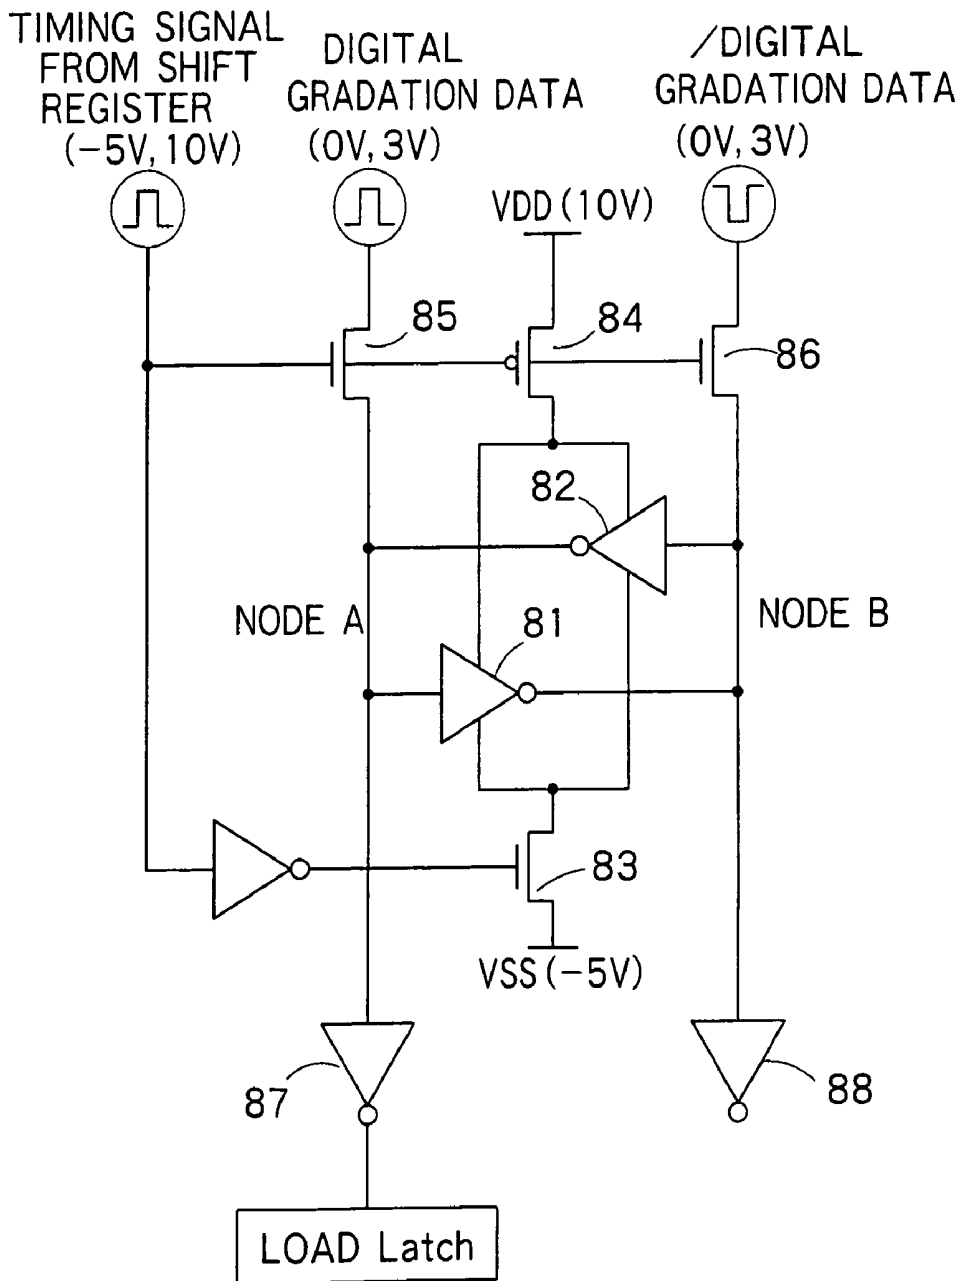 TIMING SIGNAL
FROM SHIFT
REGISTER
(-5V,10V)
DIGITAL
GRADATION DATA
(0V,3V)
/DIGITAL
GRADATION DATA
(0V,3V)
VDD(10V)
85
84
86
82
NODE A
81
NODE B
83
VSS(-5V)
87
88
LOAD Latch